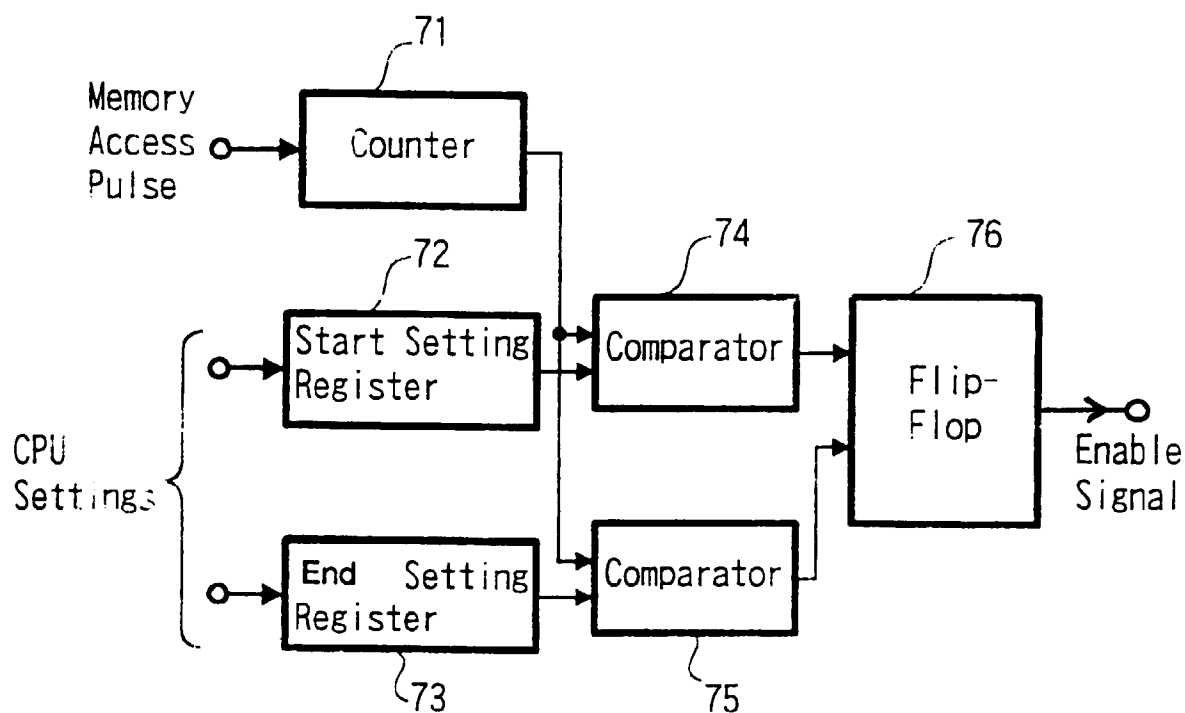 71
Memory
Access
Pulse
Counter
72
74
76
Start Setting
Register
Comparator
Flip-
Flop
CPU
Settings
Enable
Signal
End Setting
Register
Comparator
73
75